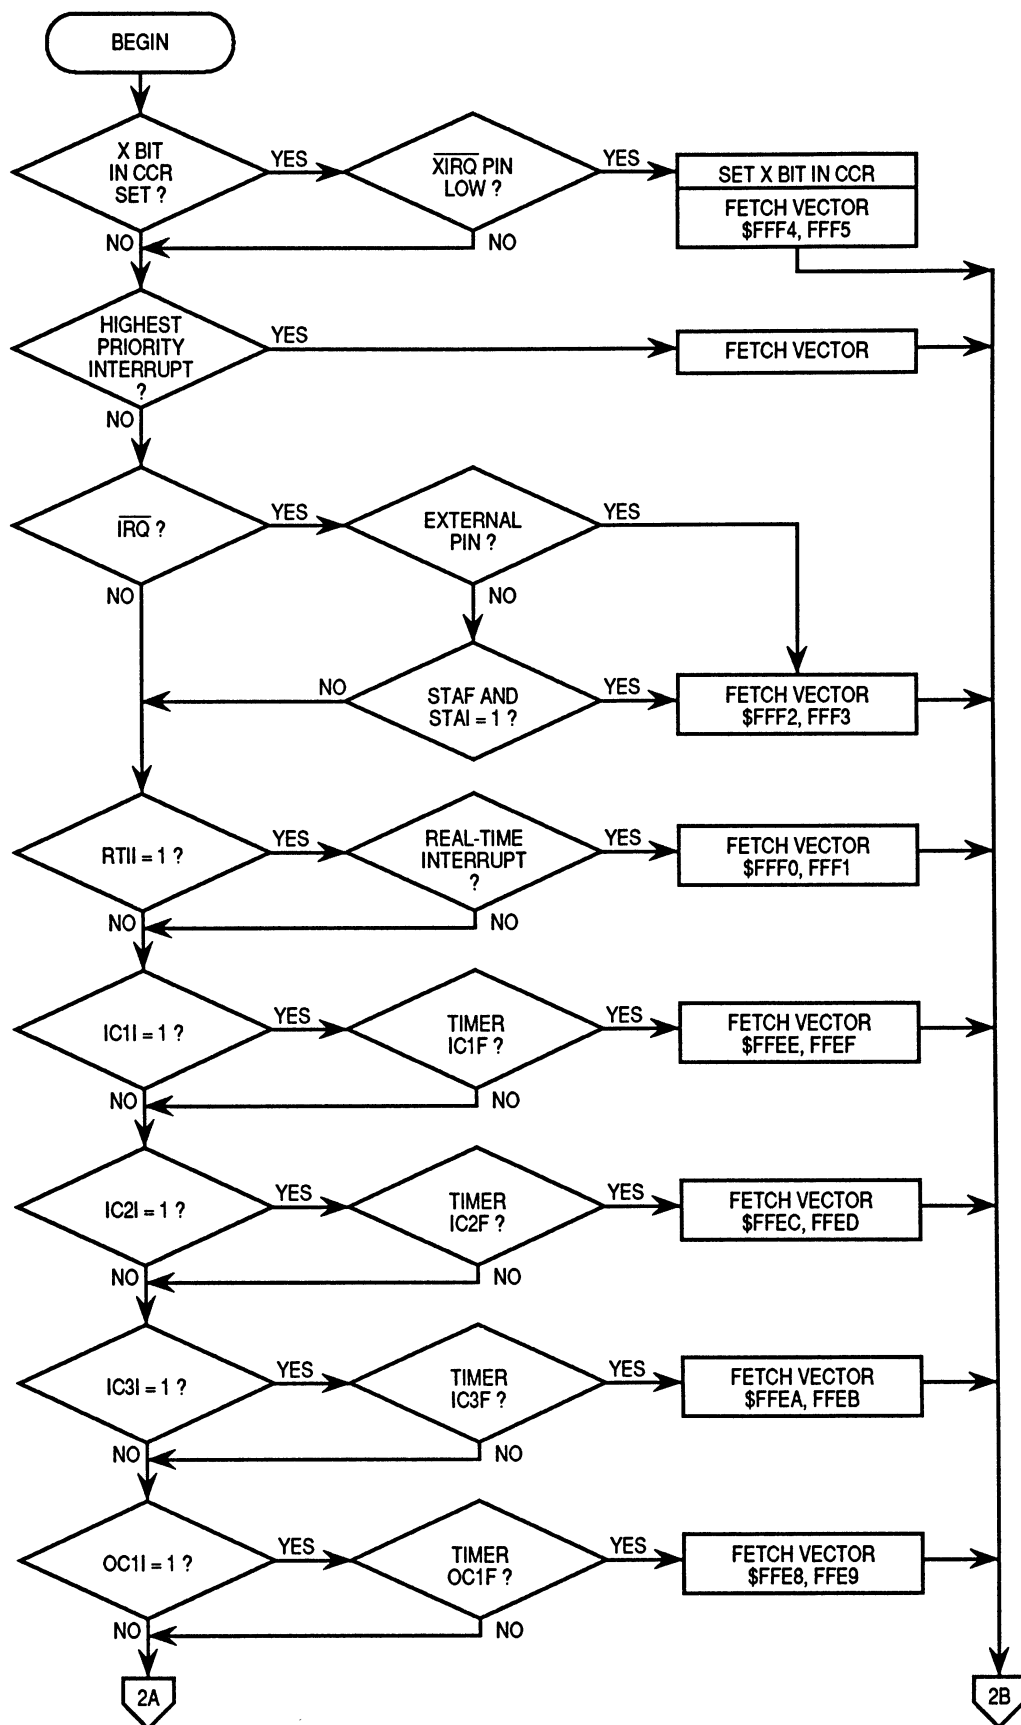 BEGIN
X BIT
IN CCR
SET ?
YES
XIRQ PIN
LOW ?
YES
SET X BIT IN CCR
FETCH VECTOR
$FFF4, FFF5
NO
NO
HIGHEST
PRIORITY
INTERRUPT
?
YES
FETCH VECTOR
NO
IRQ ?
YES
EXTERNAL
PIN ?
YES
NO
NO
NO
STAF AND
STAI = 1 ?
YES
FETCH VECTOR
$FFF2, FFF3
RTII = 1 ?
YES
REAL-TIME
INTERRUPT
?
YES
FETCH VECTOR
$FFF0, FFF1
NO
NO
IC1I = 1 ?
YES
TIMER
IC1F ?
YES
FETCH VECTOR
$FFEE, FFEF
NO
NO
IC2I = 1 ?
YES
TIMER
IC2F ?
YES
FETCH VECTOR
$FFEC, FFED
NO
NO
IC3I = 1 ?
YES
TIMER
IC3F ?
YES
FETCH VECTOR
$FFEA, FFEB
NO
NO
OC1I = 1 ?
YES
TIMER
OC1F ?
YES
FETCH VECTOR
$FFE8, FFE9
NO
NO
2A
2B